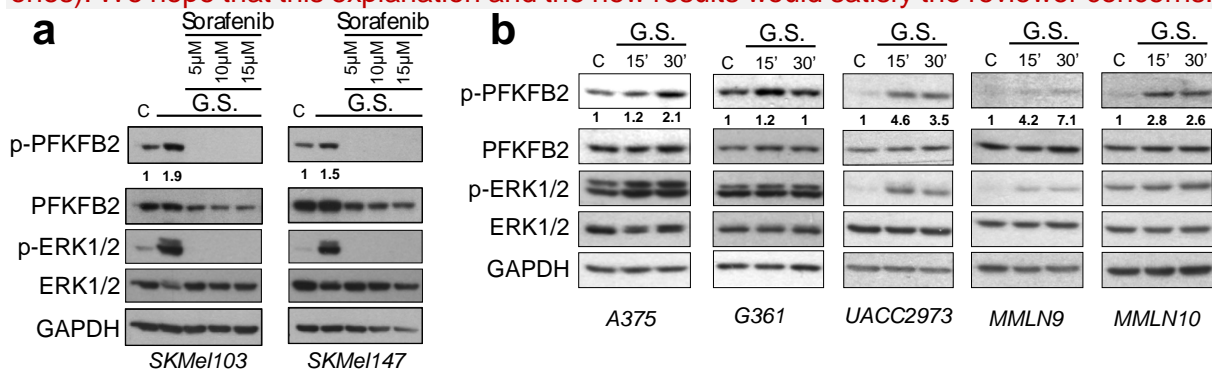 ones). We hope that this explanation and the new results would satisfy the reviewer concerns.
a
Sorafenib Sorafenib
5µM 10µM 15µM 5µM 10µM 15µM
C G.S. C G.S.
p-PFKFB2
1 1.9 1 1.5
PFKFB2
p-ERK1/2
ERK1/2
GAPDH
SKMel103 SKMel147
b
G.S. G.S. G.S. G.S. G.S.
C 15’ 30’ C 15’ 30’ C 15’ 30’ C 15’ 30’ C 15’ 30’
p-PFKFB2
1 1.2 2.1 1 1.2 1 1 4.6 3.5 1 4.2 7.1 1 2.8 2.6
PFKFB2
p-ERK1/2
ERK1/2
GAPDH
A375 G361 UACC2973 MMLN9 MMLN10